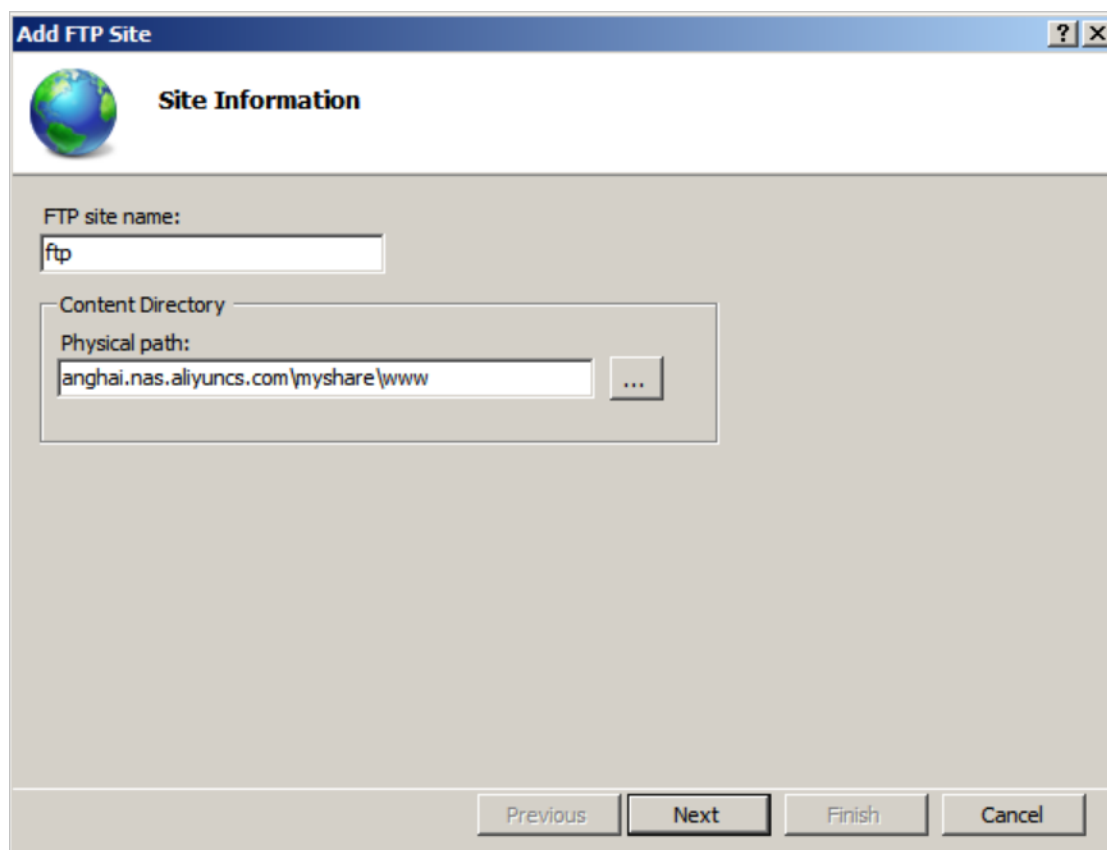 Add FTP Site
Site Information
FTP site name:
ftp
Content Directory
Physical path:
anghai.nas.aliyuncs.com\myshare\www
...
Previous Next Finish Cancel